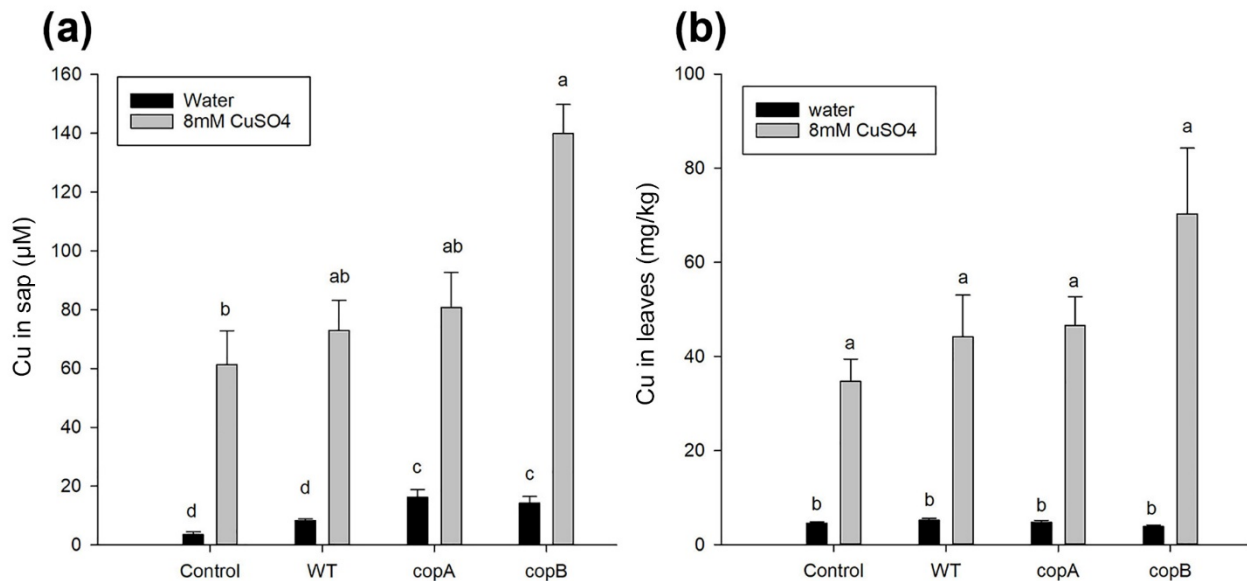 (a)
Cu in sap (µM)
160
140
120
100
80
60
40
20
0
Water
8mM CuSO4
d
b
d
ab
c
ab
c
a
Control
WT
copA
copB
(b)
Cu in leaves (mg/kg)
100
80
60
40
20
0
water
8mM CuSO4
b
a
b
a
b
a
b
a
Control
WT
copA
copB